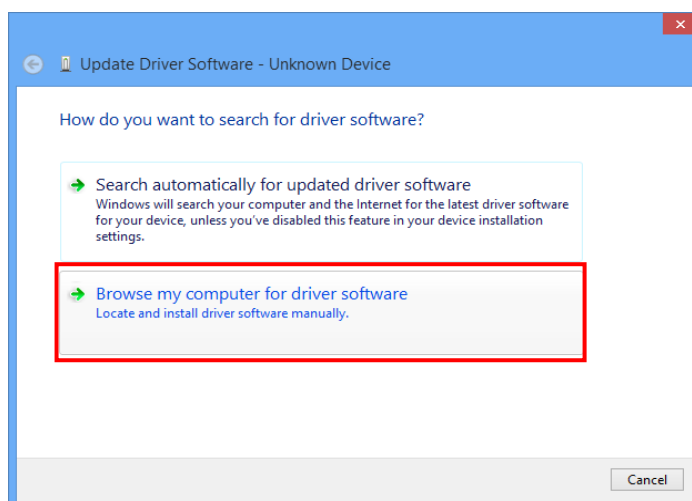 Update Driver Software - Unknown Device
How do you want to search for driver software?
Search automatically for updated driver software
Windows will search your computer and the Internet for the latest driver software
for your device, unless you've disabled this feature in your device installation
settings.
Browse my computer for driver software
Locate and install driver software manually.
Cancel